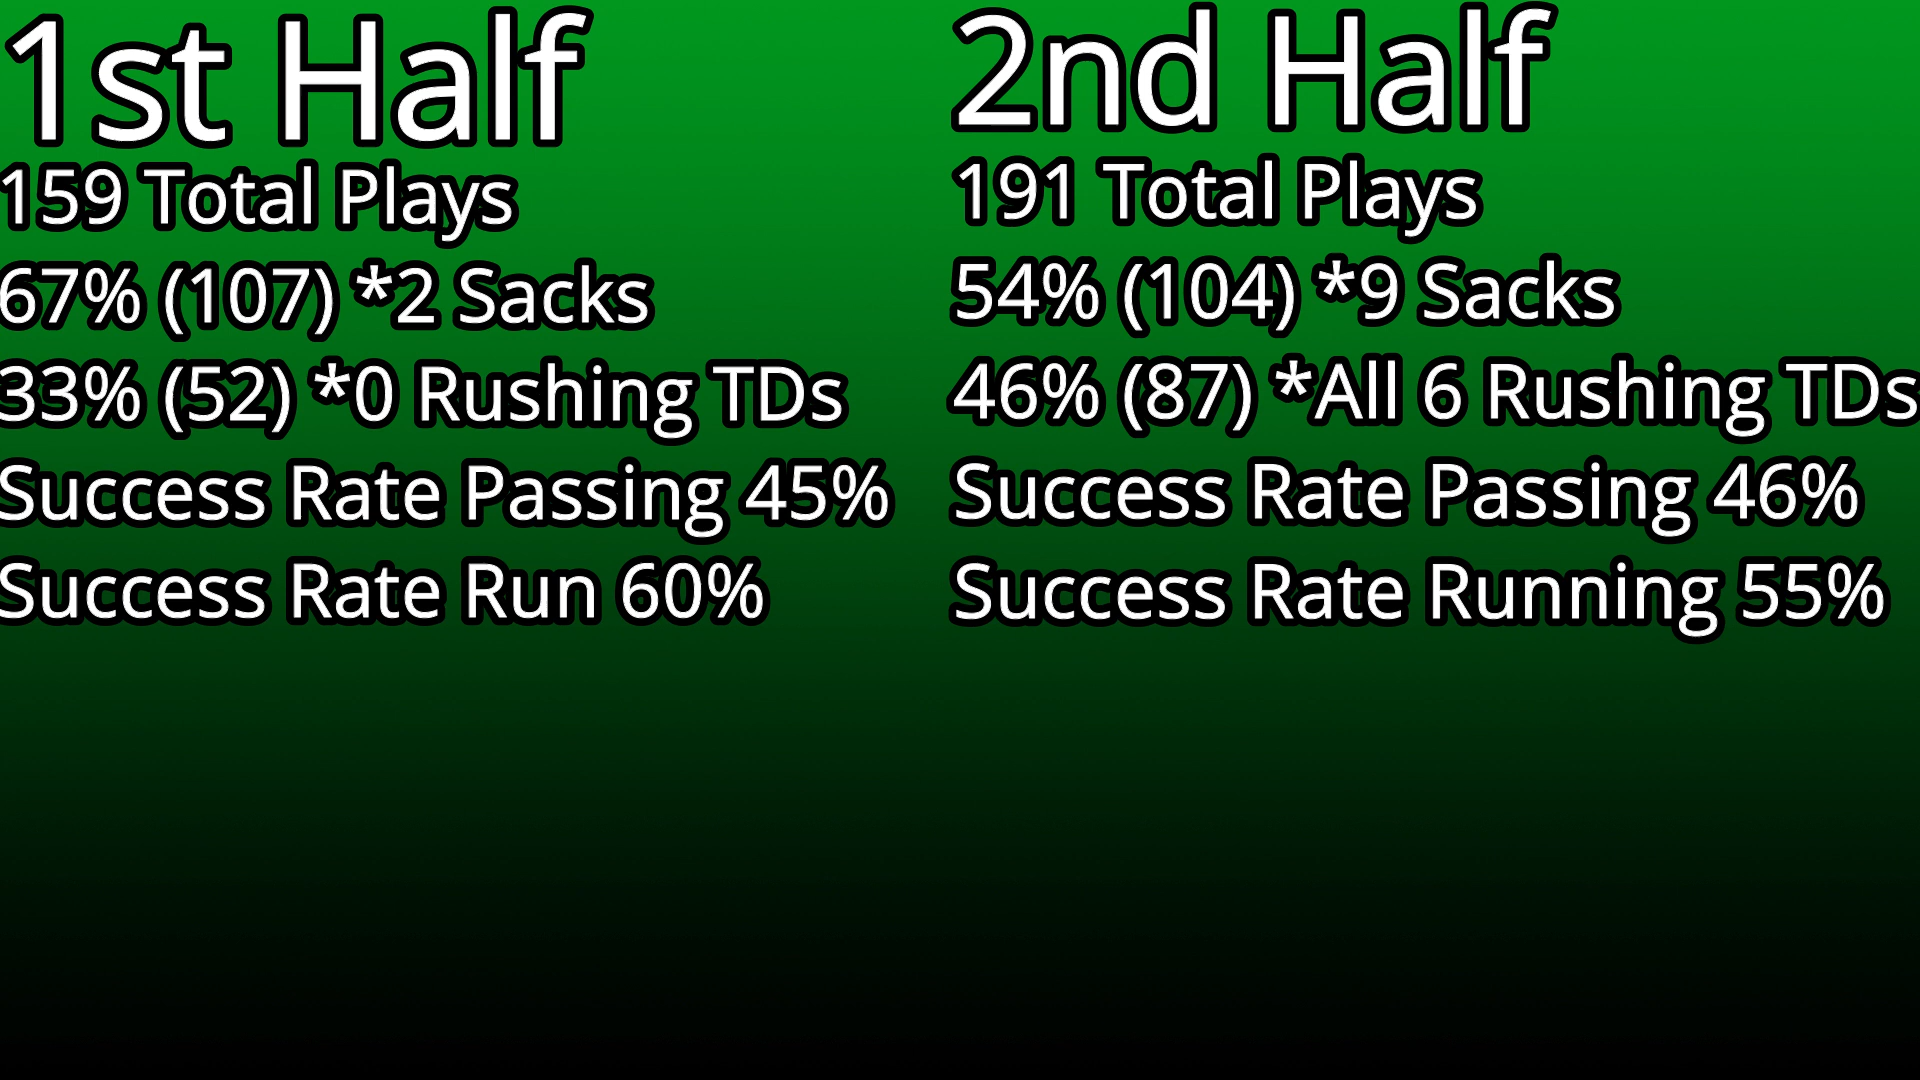 1st Half
159 Total Plays
67% (107) *2 Sacks
33% (52) *0 Rushing TDs
Success Rate Passing 45%
Success Rate Run 60%
2nd Half
191 Total Plays
54% (104) *9 Sacks
46% (87) *All 6 Rushing TDs
Success Rate Passing 46%
Success Rate Running 55%